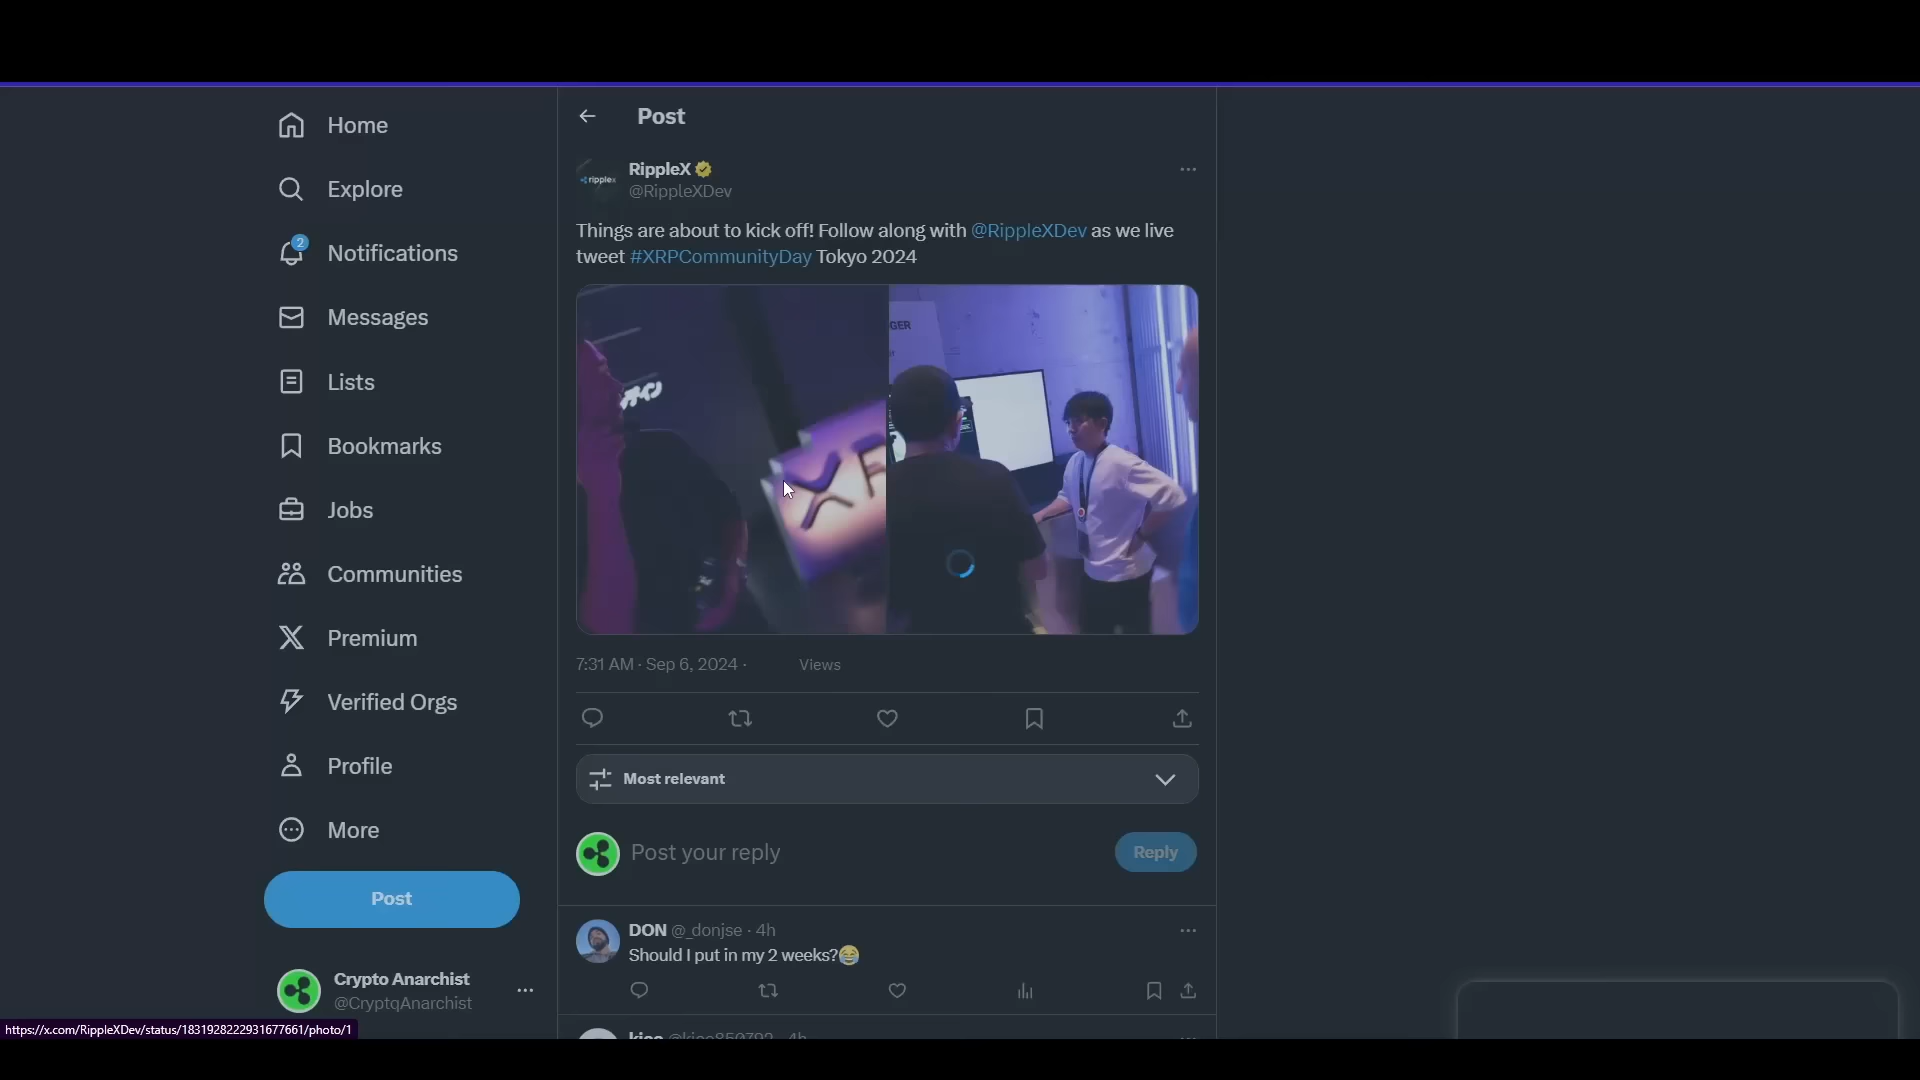 Home
Explore
2
Notifications
Messages
Lists
Bookmarks
Jobs
Communities
Premium
Verified Orgs
Profile
More
Post
Crypto Anarchist
@CryptqAnarchist
https://x.com/RippleXDev/status/1831928222931677661/photo/1
Post
ripplex
RippleX
@RippleXDev
Things are about to kick off! Follow along with @RippleXDev as we live
tweet #XRPCommunityDay Tokyo 2024
GER
7:31 AM · Sep 6, 2024 · Views
Most relevant
Post your reply
Reply
DON @_donjse · 4h
Should I put in my 2 weeks?😂